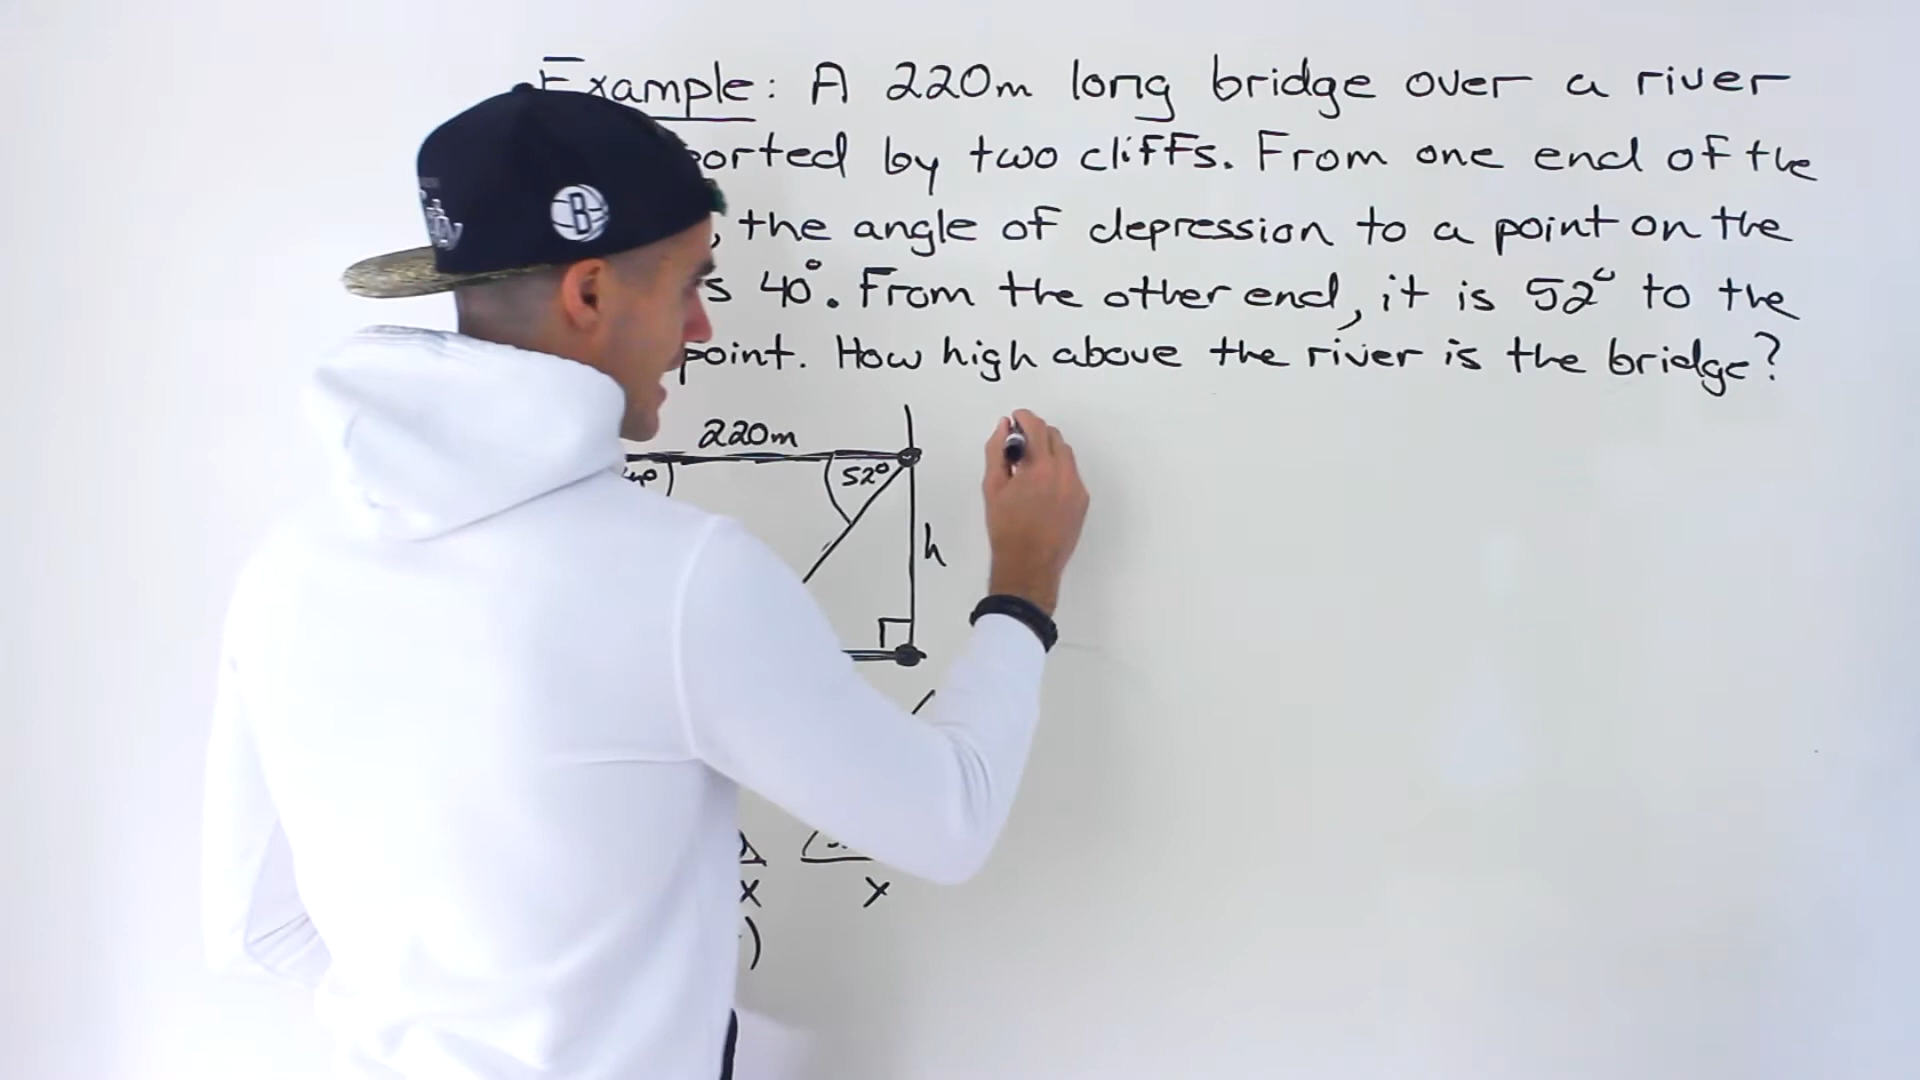 Example: A 220m long bridge over a river
ported by two cliffs. From one end of the
, the angle of depression to a point on the
s 40°. From the other end, it is 52° to the
point. How high above the river is the bridge?
220m
40° 52°
h
x
x
)
B